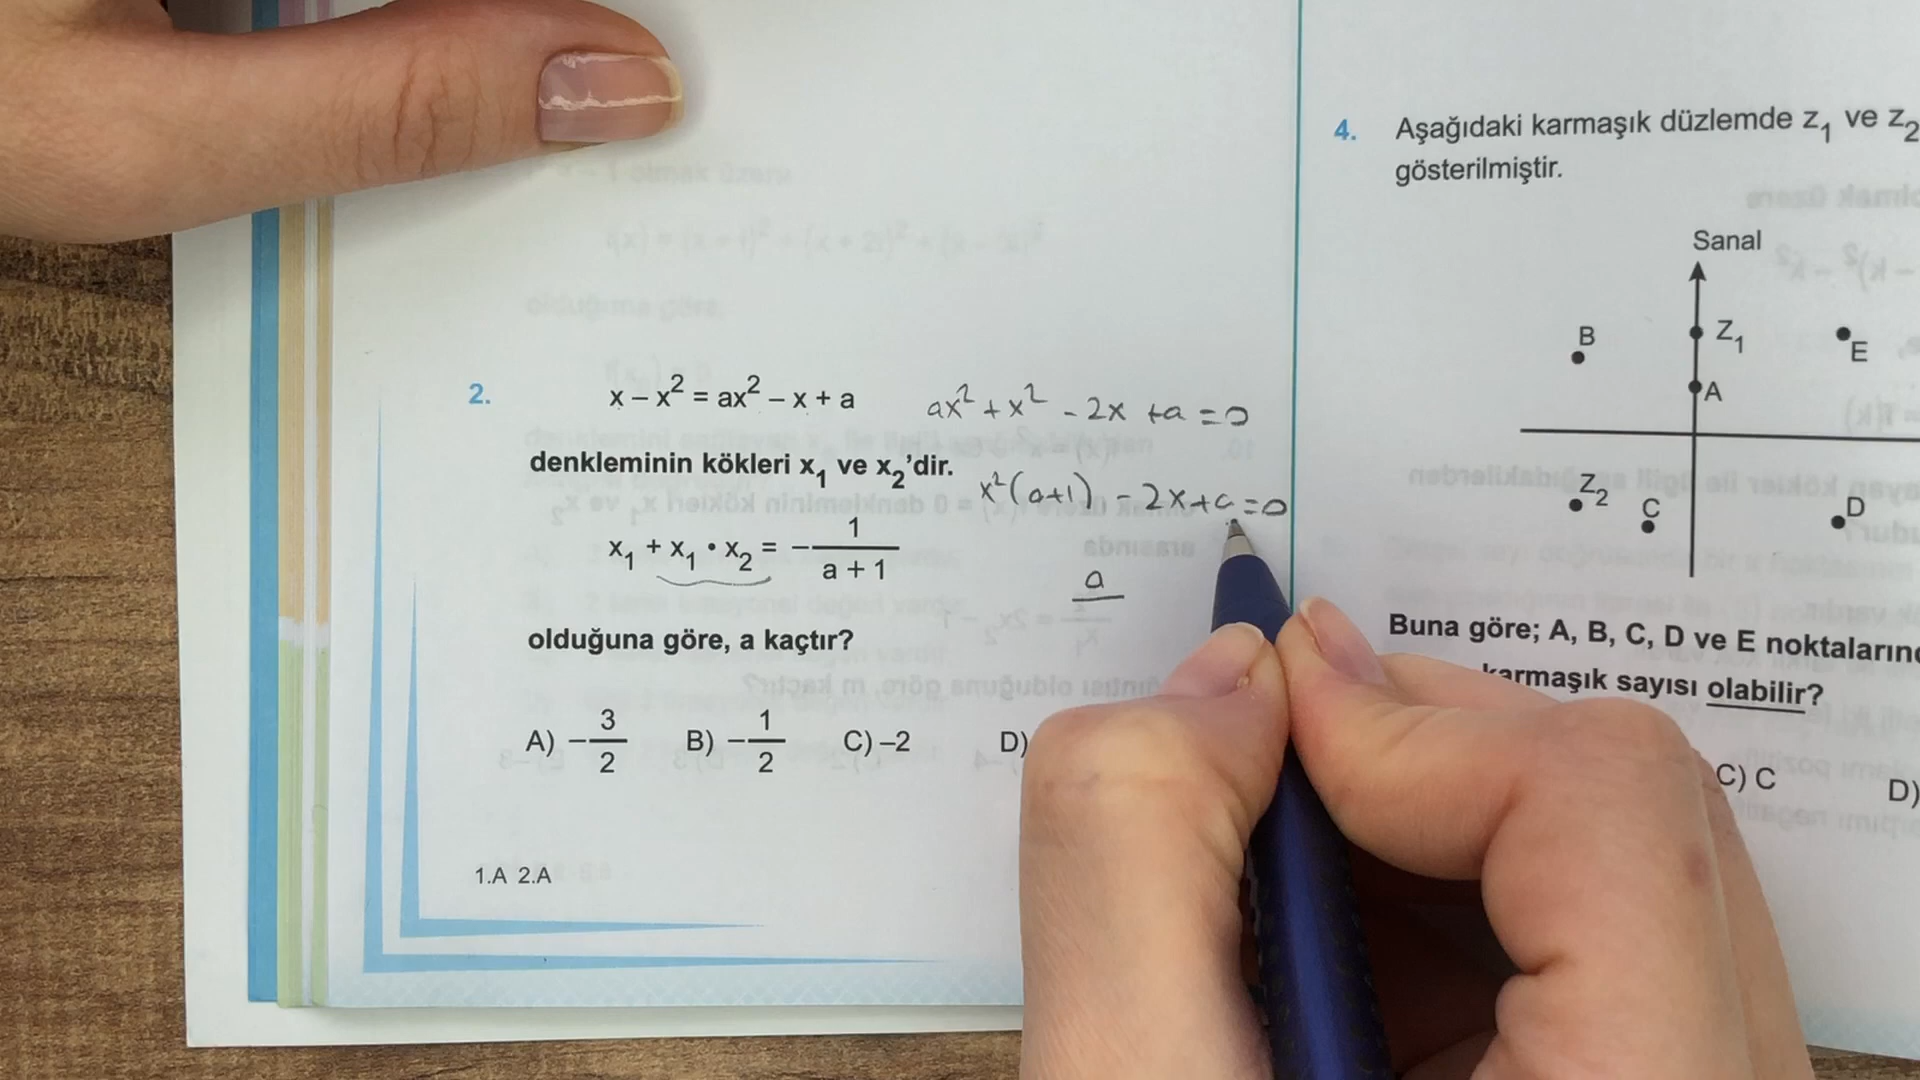 2.
x – x² = ax² – x + a
ax² + x² - 2x + a = 0
denkleminin kökleri x₁ ve x₂'dir.
x²(a+1) - 2x + a = 0
x₁ + x₁ • x₂ = – 1 / a + 1
a
olduğuna göre, a kaçtır?
A) – 3/2 B) – 1/2 C) –2 D)
1.A 2.A
4. Aşağıdaki karmaşık düzlemde z₁ ve z₂
gösterilmiştir.
Sanal
B
Z₁
E
A
Z₂
C
D
Buna göre; A, B, C, D ve E
karmaşık sayısı olabilir?
C) C D)